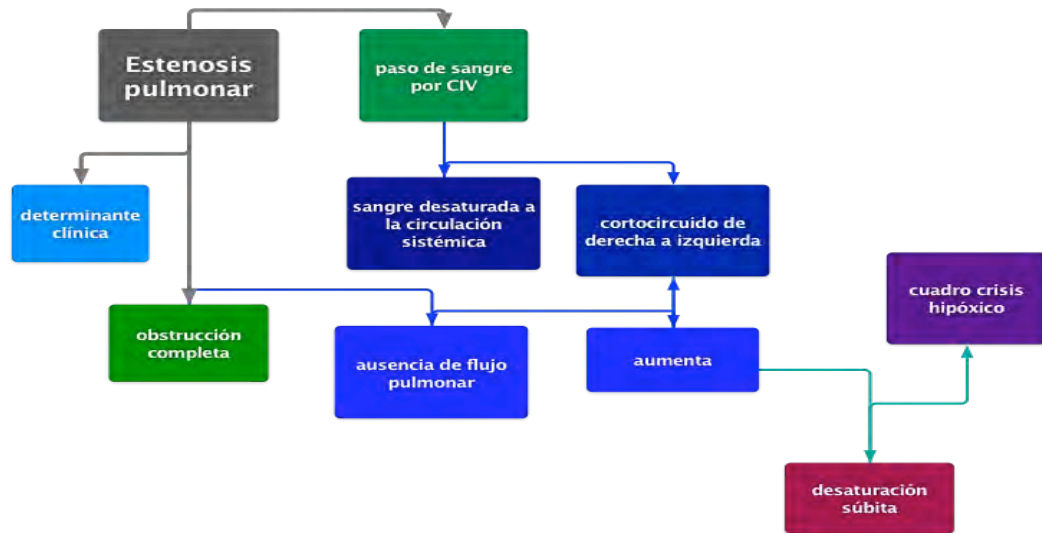 Estenosis
pulmonar
paso de sangre
por CIV
determinante
clínica
sangre desaturada a
la circulación
sistémica
cortocircuido de
derecha a izquierda
cuadro crisis
hipóxico
obstrucción
completa
ausencia de flujo
pulmonar
aumenta
desaturación
súbita